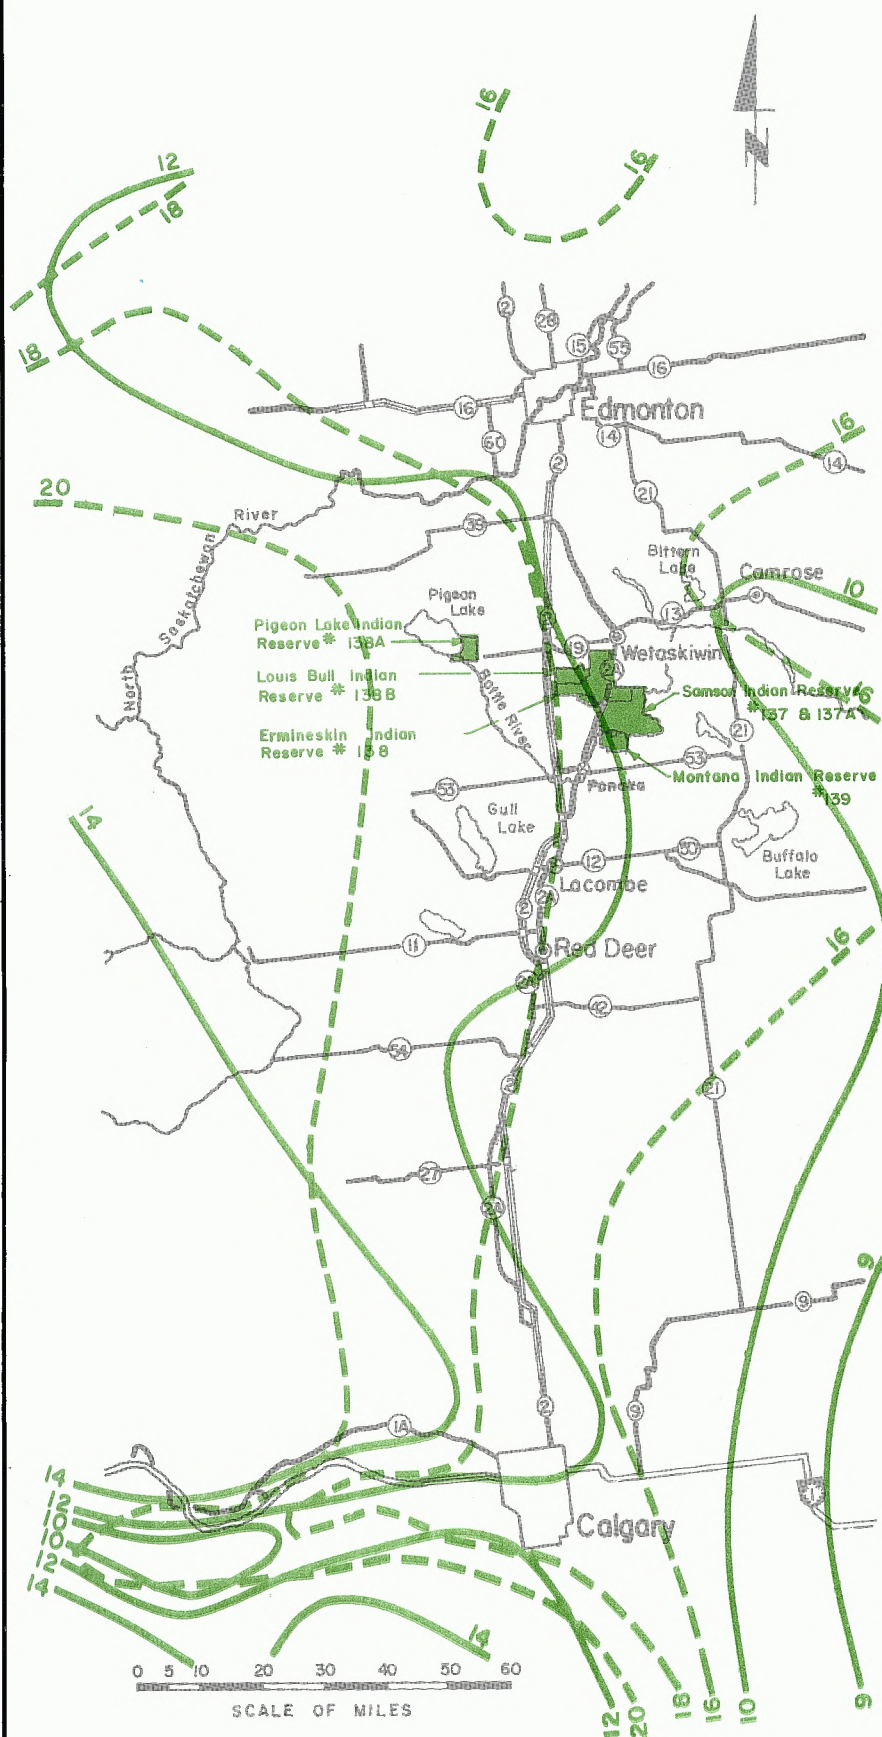 16
16
N
12
18
18
2
28
15
55
16
16
Edmonton
14
16
60
2
14
21
20
River
39
Bittern
Lake
Camrose
10
North Saskatchewan
Pigeon
Lake
13
Pigeon Lake Indian
Reserve # 138A
19
Wetaskiwin
2A
Louis Bull Indian
Reserve # 138B
Battle River
Samson Indian Reserve
# 137 & 137A
16
Ermineskin Indian
Reserve # 138
21
53
Montana Indian Reserve
# 139
53
Ponoka
14
Gull
Lake
12
50
Buffalo
Lake
Lacombe
2A
2
11
Red Deer
16
2A
42
54
2
21
27
2A
9
9
2
9
1A
14
12
10
10
12
14
1
Calgary
14
0 5 10 20 30 40 50 60
SCALE OF MILES
12
20
18
16
10
9